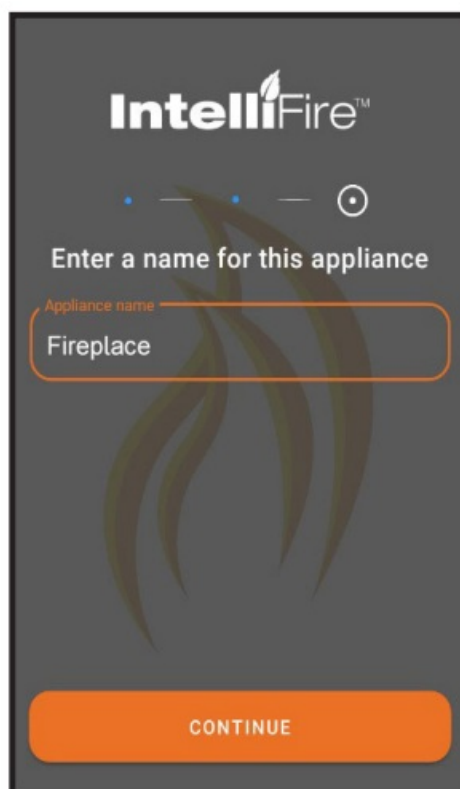 IntelliFire™
Enter a name for this appliance
Appliance name
Fireplace
CONTINUE